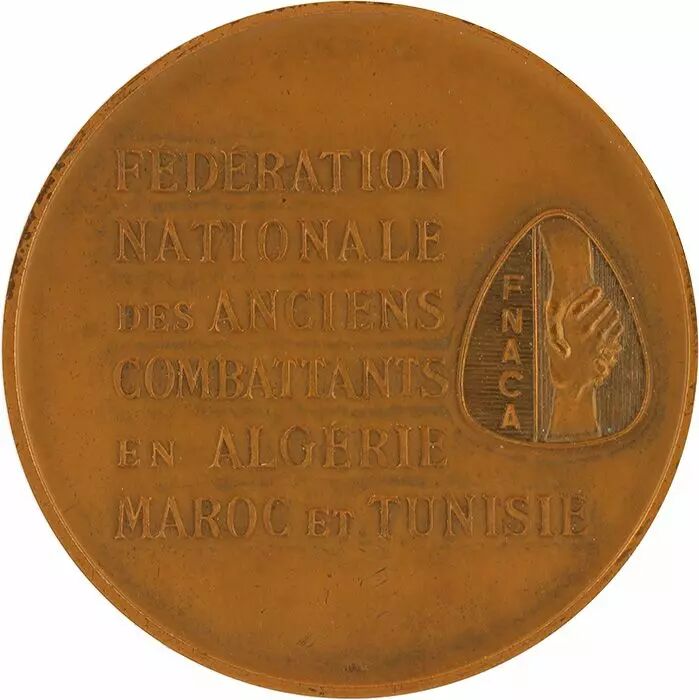 FÉDÉRATION
NATIONALE
DES ANCIENS
COMBATTANTS
EN ALGÉRIE
MAROC ET TUNISIE
FNACA